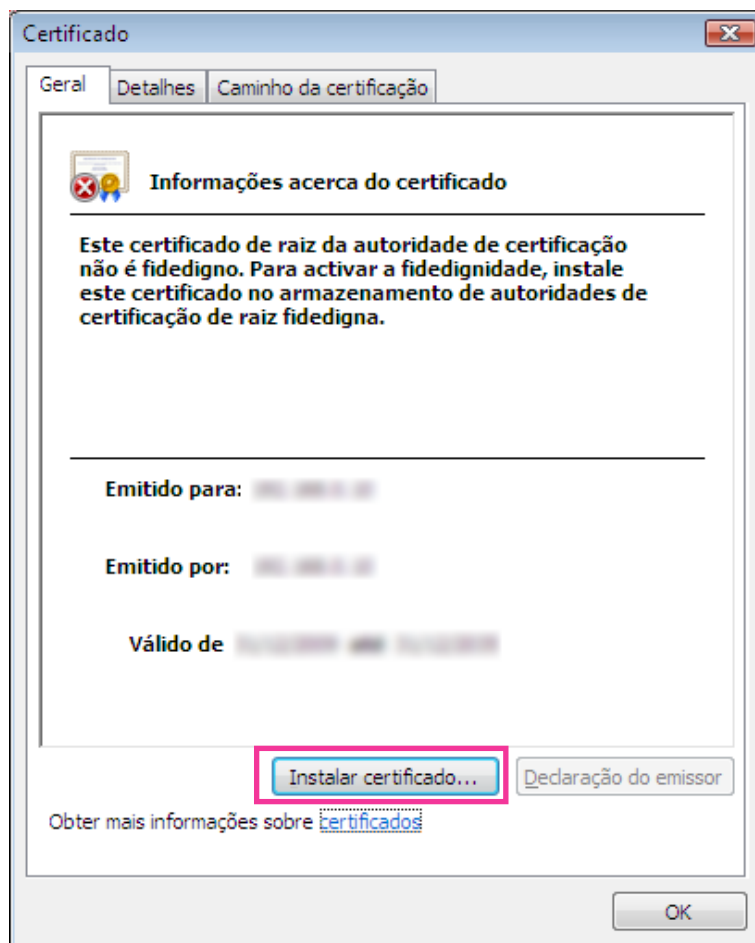 Certificado
Geral
Detalhes
Caminho da certificação
Informações acerca do certificado
Este certificado de raiz da autoridade de certificação
não é fidedigno. Para activar a fidedignidade, instale
este certificado no armazenamento de autoridades de
certificação de raiz fidedigna.
Emitido para:
Emitido por:
Válido de
Instalar certificado...
Declaração do emissor
Obter mais informações sobre certificados
OK